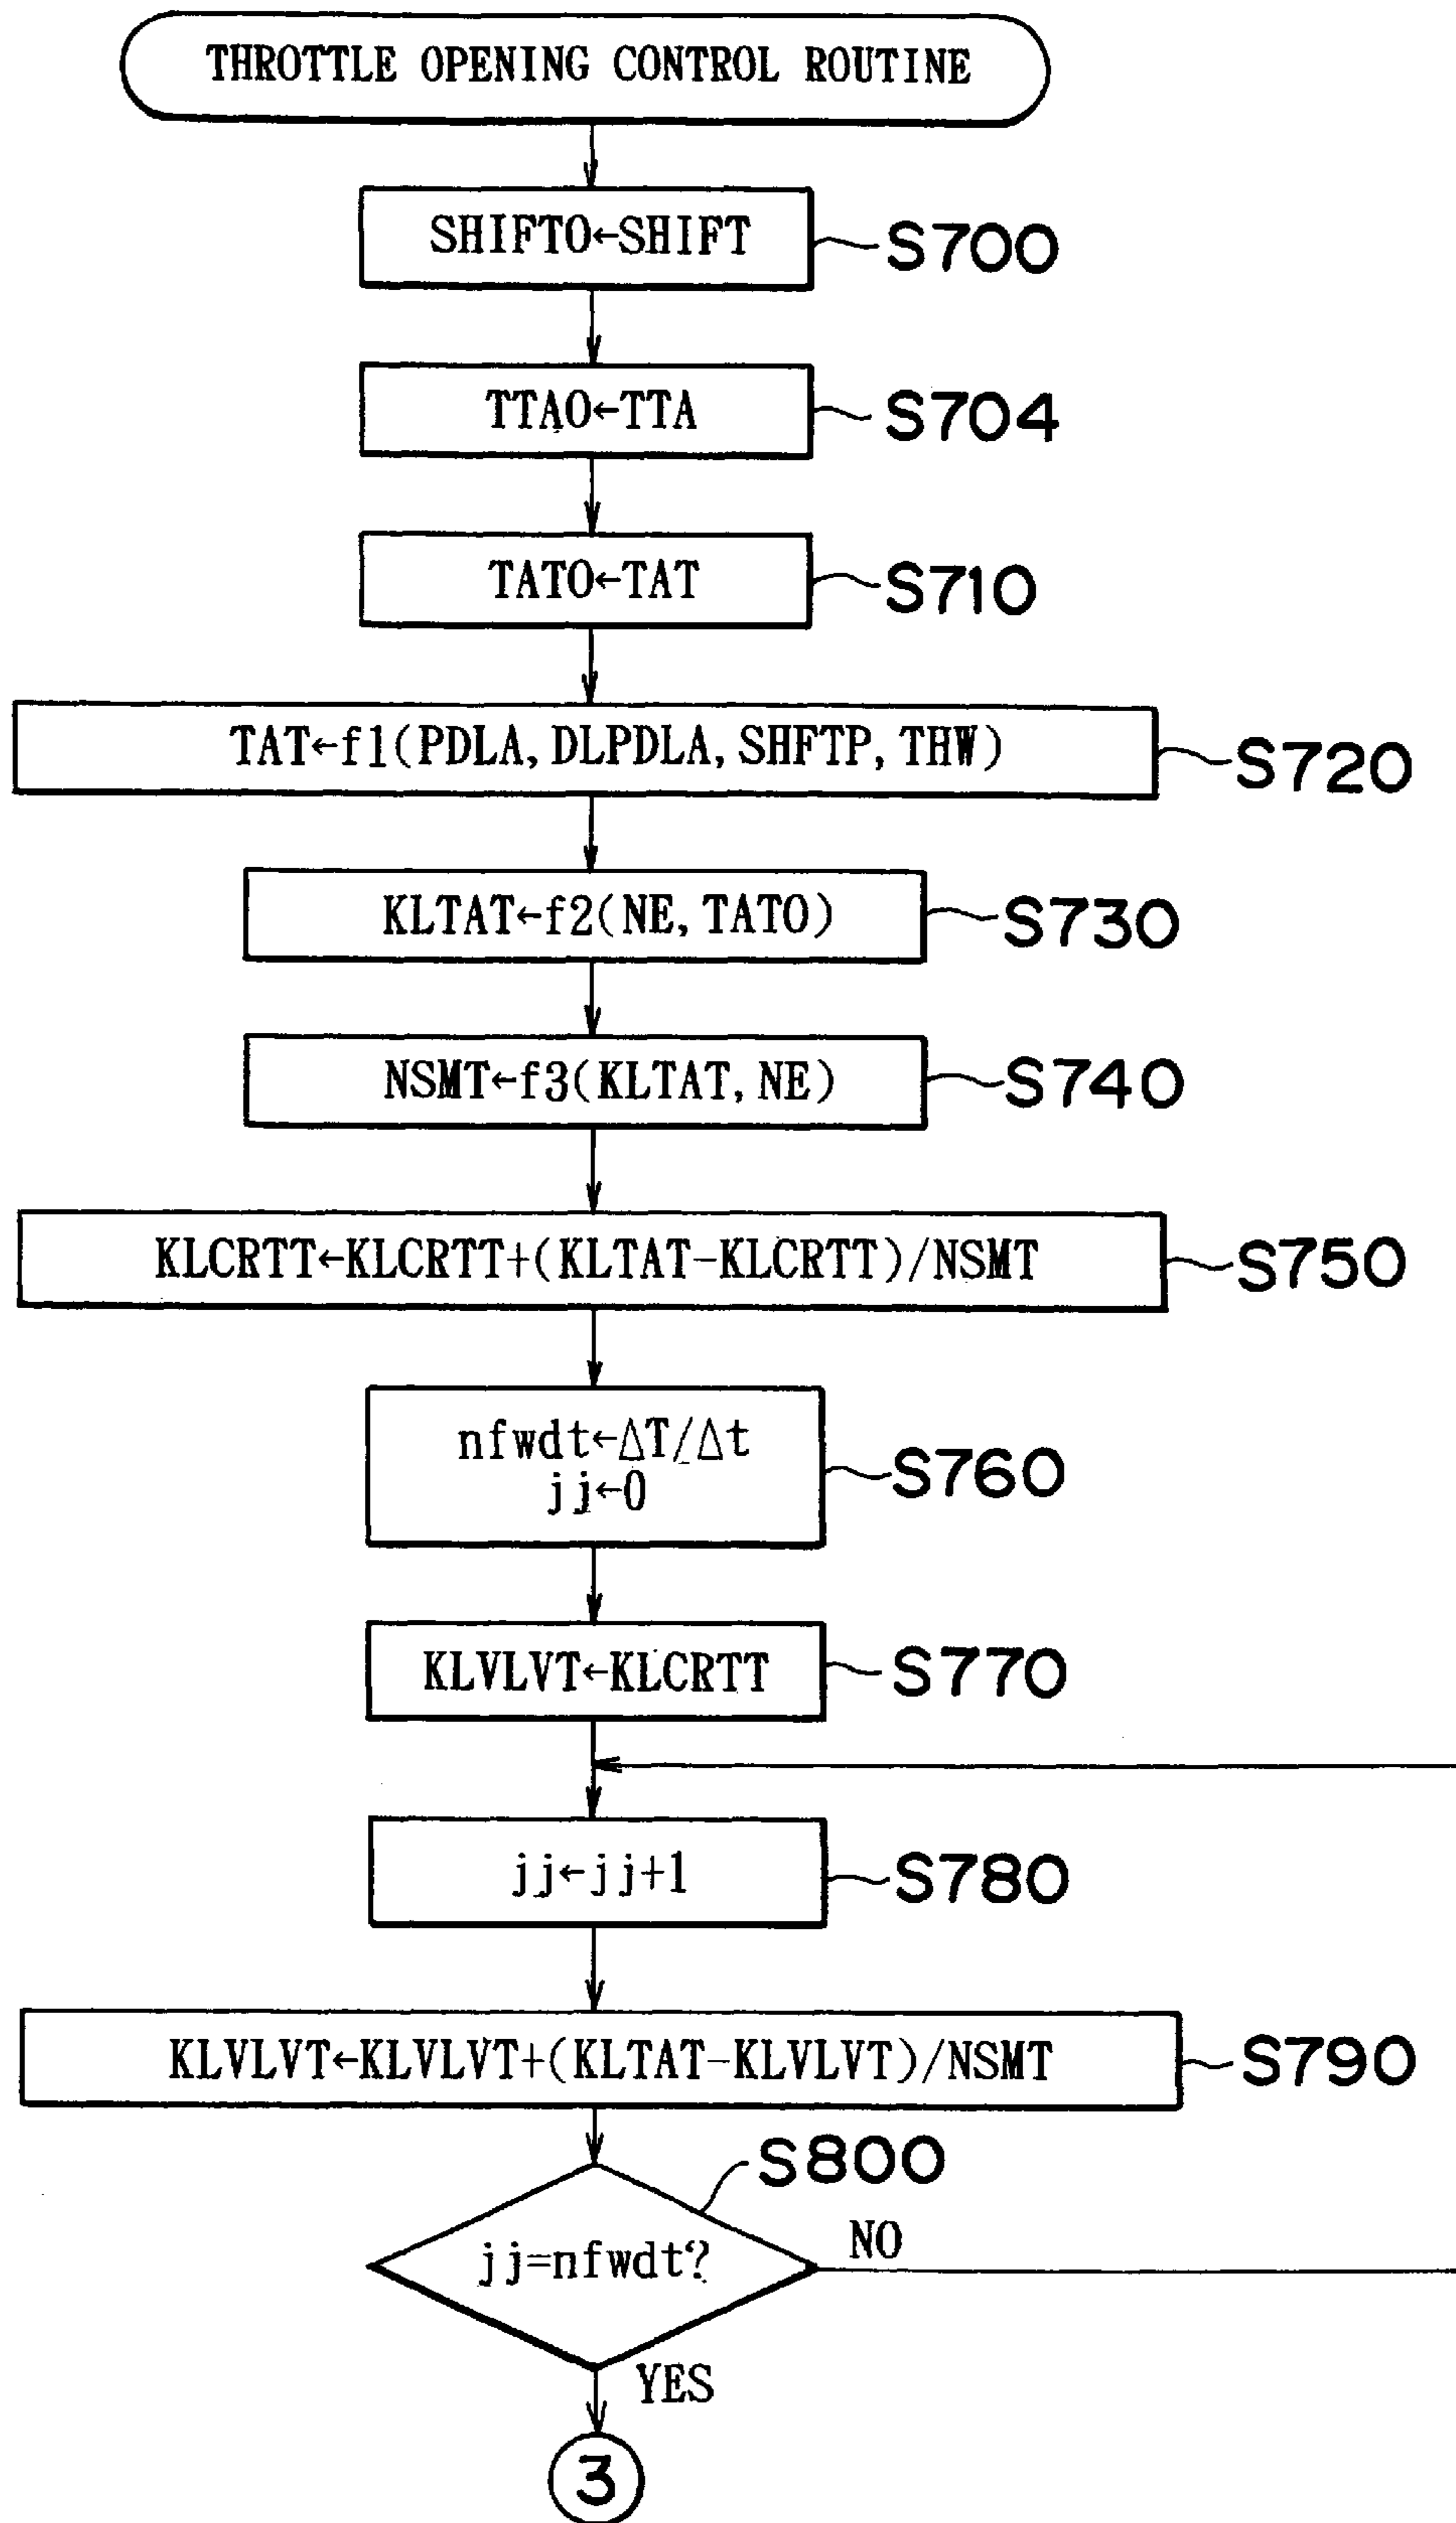 THROTTLE OPENING CONTROL ROUTINE
SHIFTO←SHIFT
S700
TTAO←TTA
S704
TATO←TAT
S710
TAT←f1(PDLA, DLPDLA, SHFTP, THW)
S720
KLTAT←f2(NE, TATO)
S730
NSMT←f3(KLTAT, NE)
S740
KLCRTT←KLCRTT+(KLTAT-KLCRTT)/NSMT
S750
nfwdt←ΔT/Δt
jj←0
S760
KLVLVT←KLCRTT
S770
jj←jj+1
S780
KLVLVT←KLVLVT+(KLTAT-KLVLVT)/NSMT
S790
S800
jj=nfwdt?
NO
YES
3